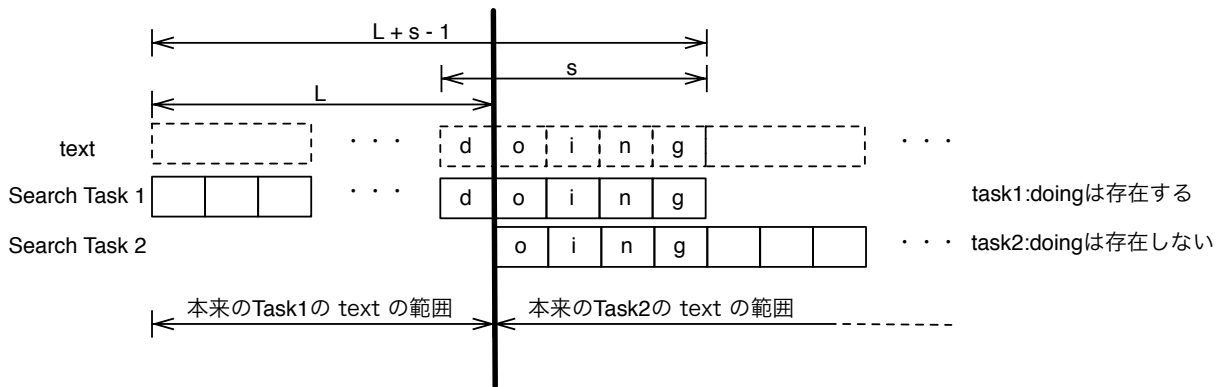 L + s - 1
s
L
text ・・・ d o i n g ・・・
Search Task 1 ・・・ d o i n g task1:doingは存在する
Search Task 2 o i n g ・・・ task2:doingは存在しない
本来のTask1の text の範囲 本来のTask2の text の範囲